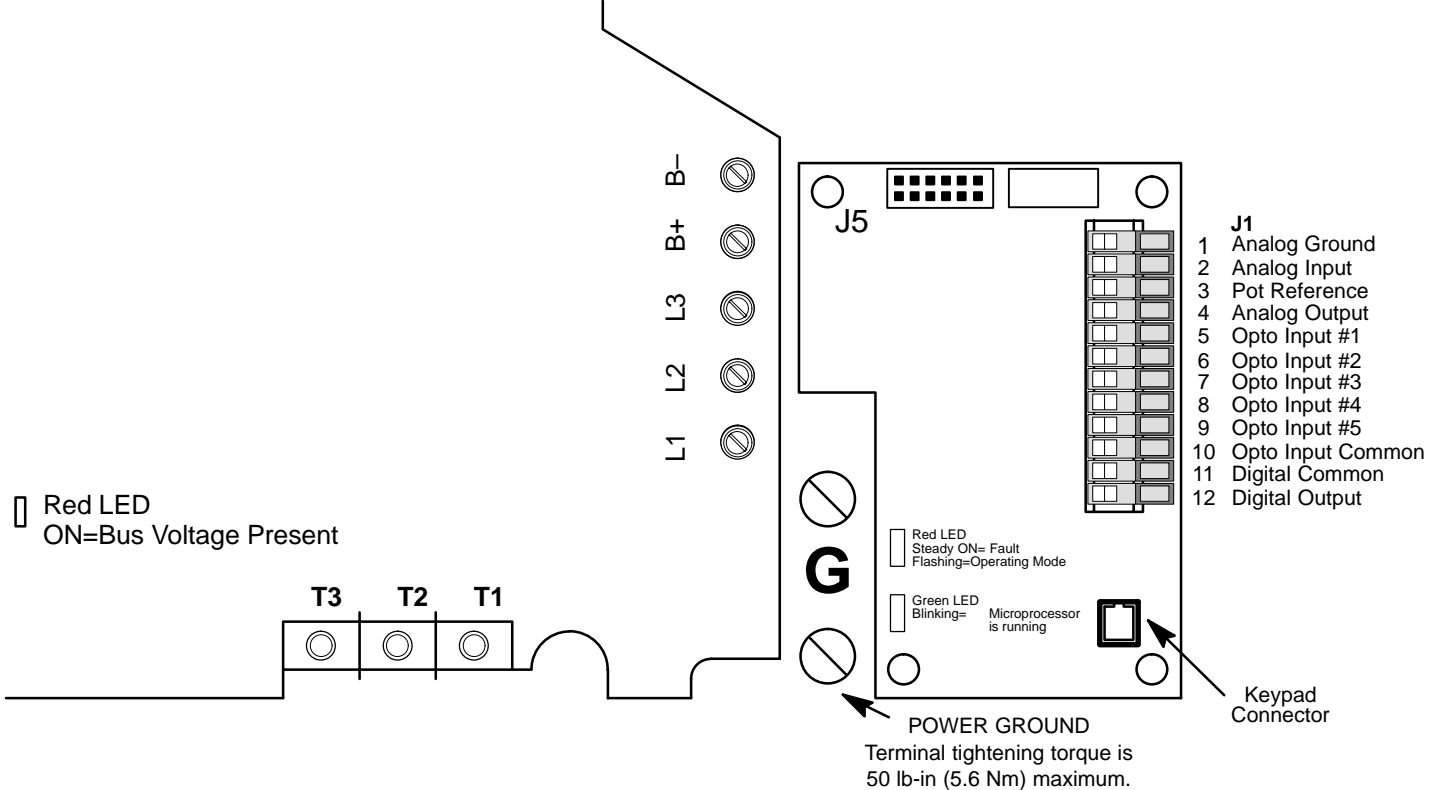 B–
B+
L3
L2
L1
Red LED
ON=Bus Voltage Present
T3 T2 T1
G
J5
J1
1 Analog Ground
2 Analog Input
3 Pot Reference
4 Analog Output
5 Opto Input #1
6 Opto Input #2
7 Opto Input #3
8 Opto Input #4
9 Opto Input #5
10 Opto Input Common
11 Digital Common
12 Digital Output
Red LED
Steady ON= Fault
Flashing=Operating Mode
Green LED
Blinking= Microprocessor
is running
Keypad
Connector
POWER GROUND
Terminal tightening torque is
50 lb-in (5.6 Nm) maximum.